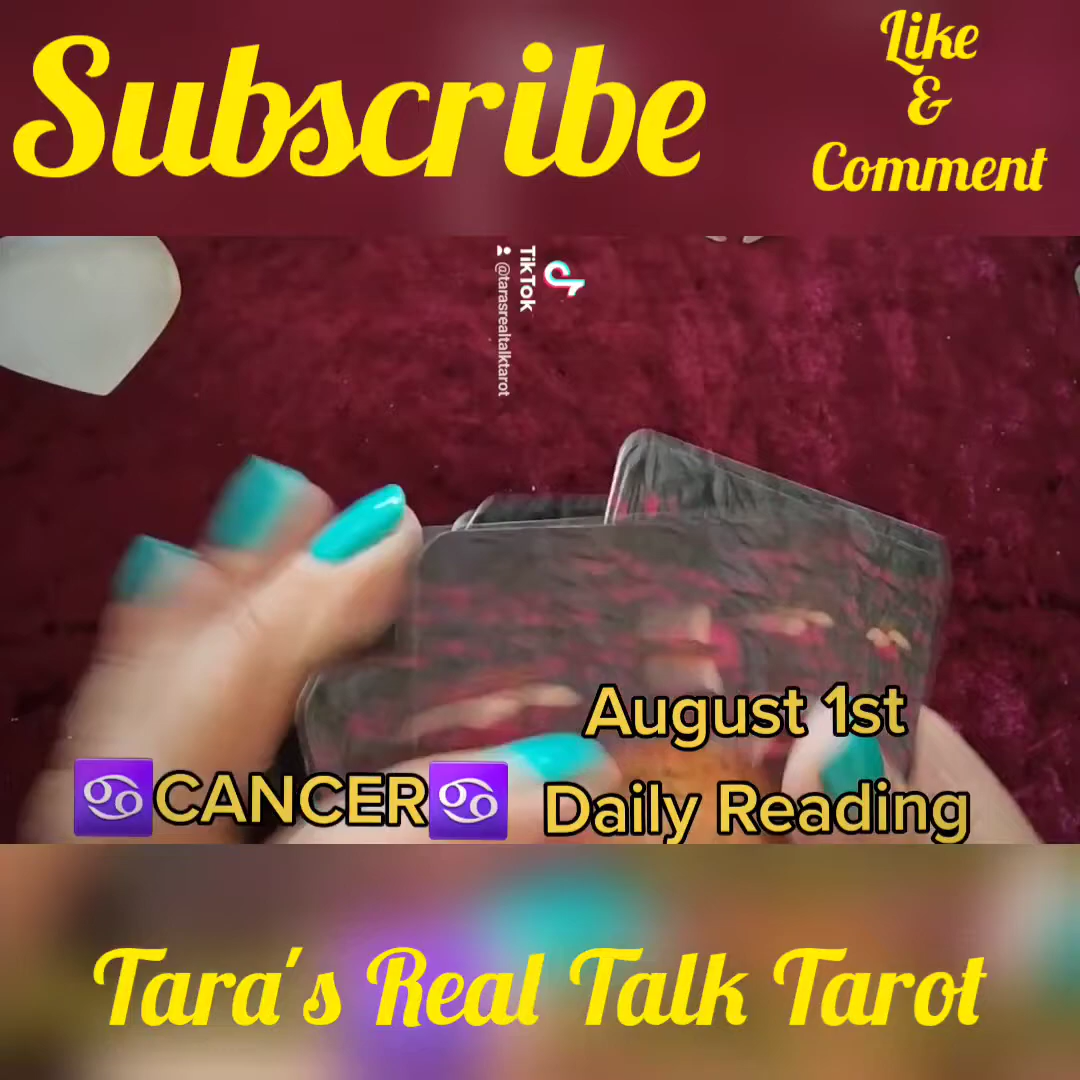 Subscribe
Like
&
Comment
TikTok
@tarasrealtalktarot
August 1st
♋CANCER♋ Daily Reading
Tara's Real Talk Tarot